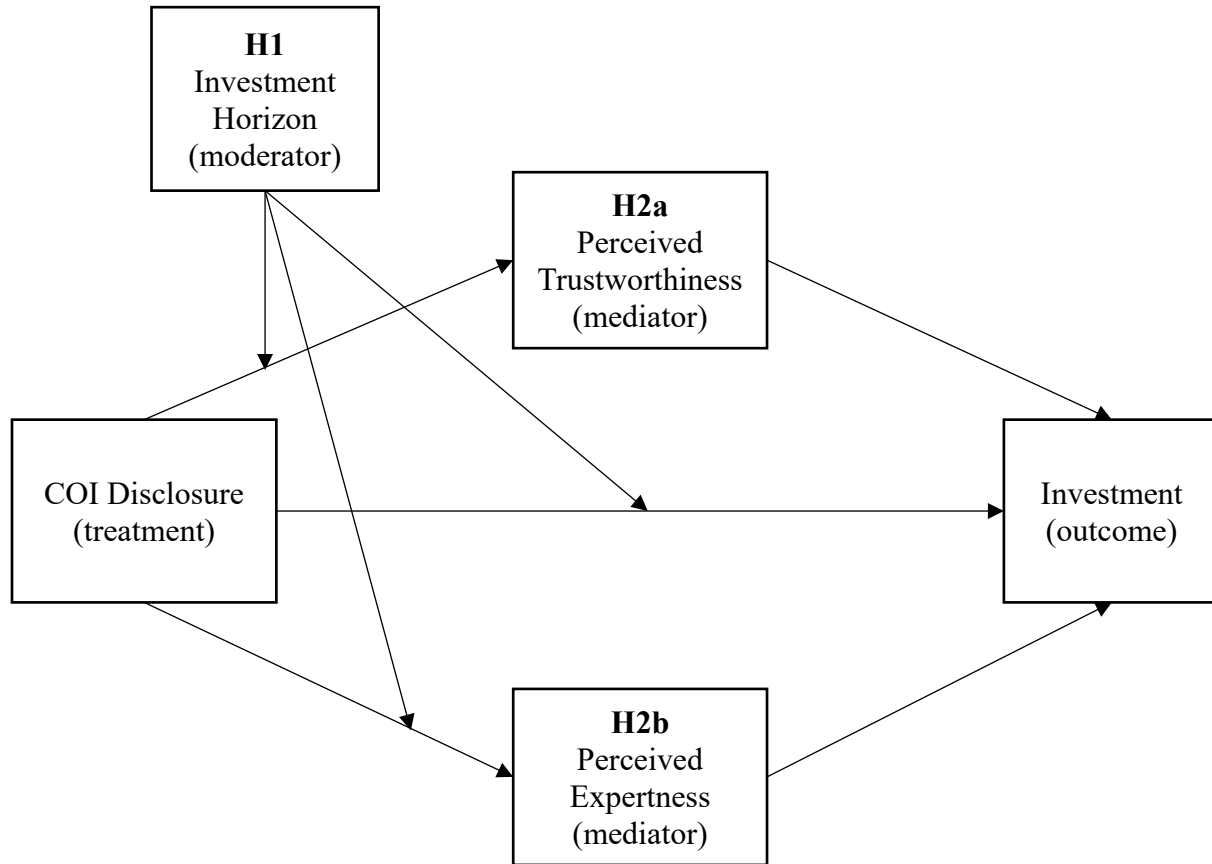 H1
Investment
Horizon
(moderator)
H2a
Perceived
Trustworthiness
(mediator)
COI Disclosure
(treatment)
Investment
(outcome)
H2b
Perceived
Expertness
(mediator)